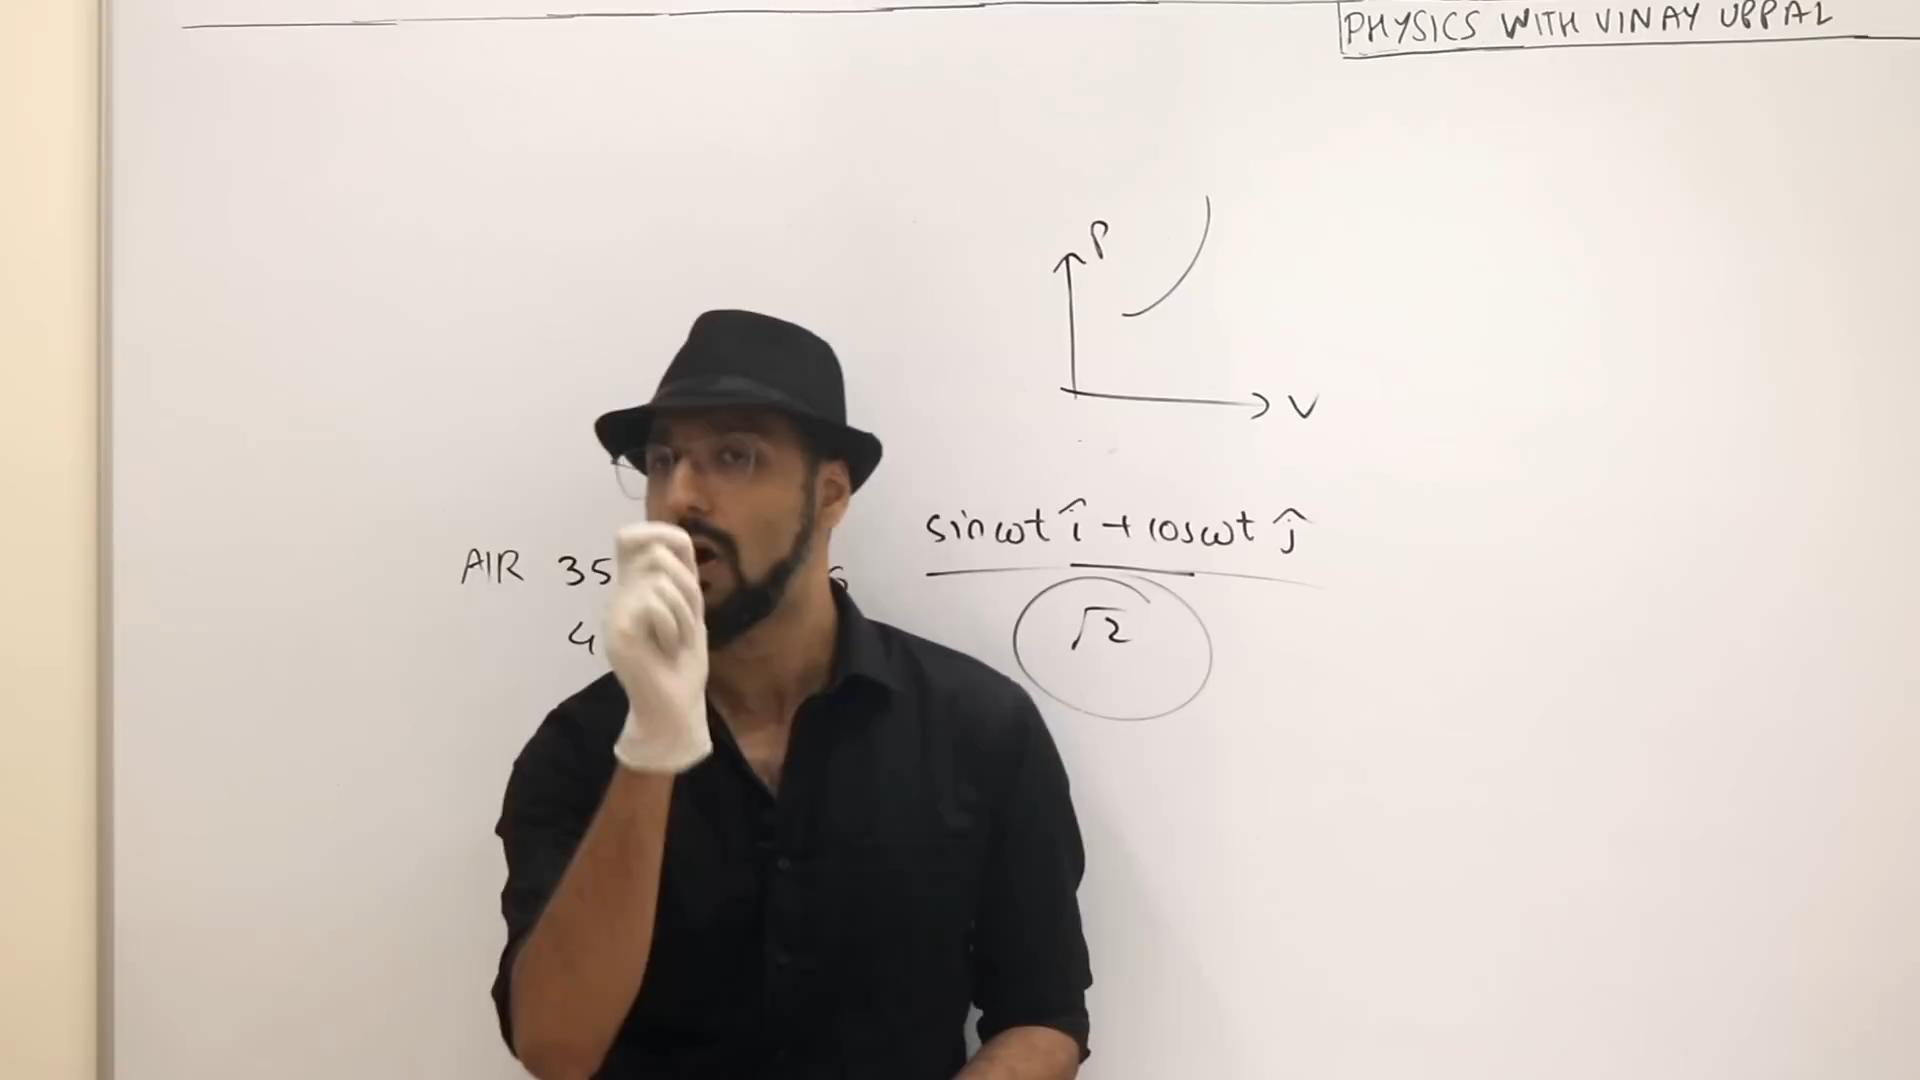 PHYSICS WITH VINAY UPPAL
P
V
sinωt î + cosωt ĵ
√2
AIR 35
4